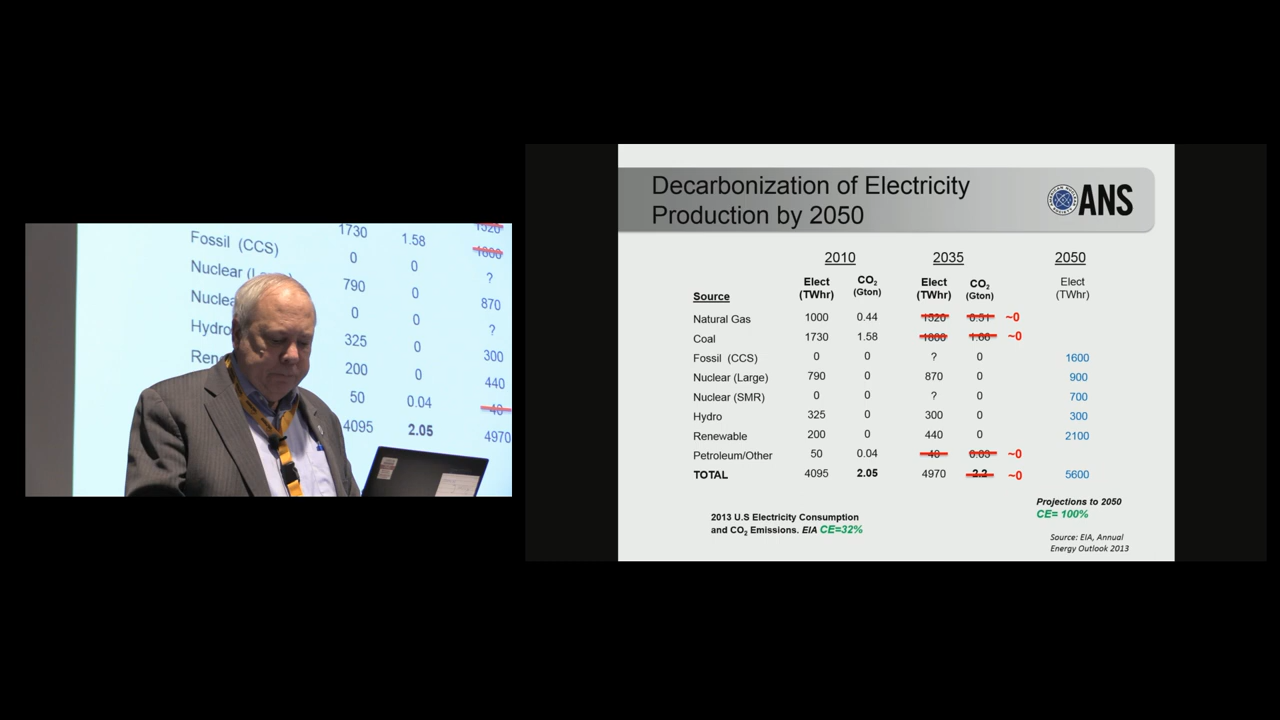 1730 1.58 1520
Fossil (CCS) 0 0 1800
Nuclear ( ?
790 0 870
0 0 ?
Hydro 325 0 300
Ren 200 0 440
50 0.04 40
4095 2.05 4970
Decarbonization of Electricity
Production by 2050
ANS
2010 2035 2050
Source Elect (TWhr) CO2 (Gton) Elect (TWhr) CO2 (Gton) Elect (TWhr)
Natural Gas 1000 0.44 1520 0.51 ~0
Coal 1730 1.58 1800 1.66 ~0
Fossil (CCS) 0 0 ? 0 1600
Nuclear (Large) 790 0 870 0 900
Nuclear (SMR) 0 0 ? 0 700
Hydro 325 0 300 0 300
Renewable 200 0 440 0 2100
Petroleum/Other 50 0.04 40 0.03 ~0
TOTAL 4095 2.05 4970 2.2 ~0 5600
2013 U.S Electricity Consumption
and CO2 Emissions. EIA CE=32%
Projections to 2050
CE= 100%
Source: EIA, Annual
Energy Outlook 2013